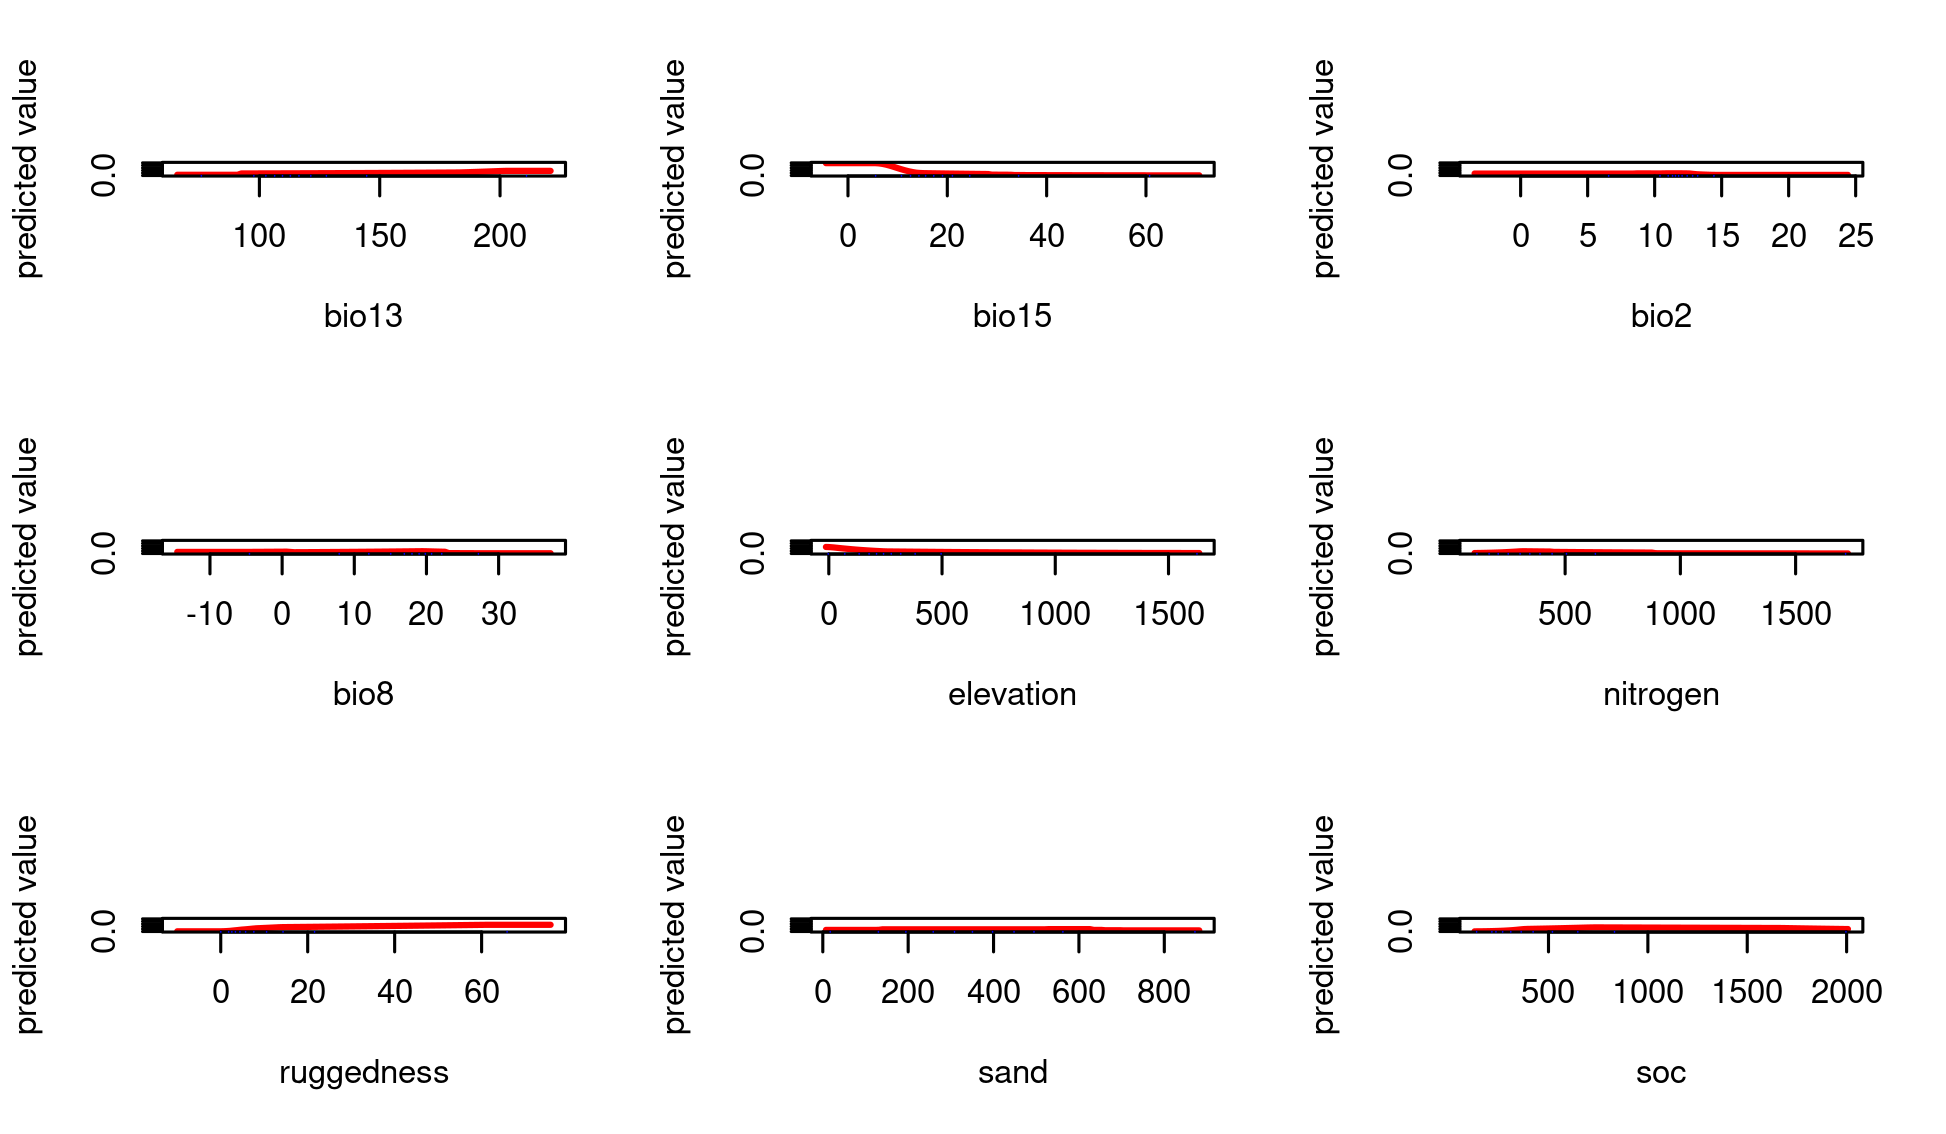 predicted value
0.0
100 150 200
bio13
predicted value
0.0
0 20 40 60
bio15
predicted value
0.0
0 5 10 15 20 25
bio2
predicted value
0.0
-10 0 10 20 30
bio8
predicted value
0.0
0 500 1000 1500
elevation
predicted value
0.0
500 1000 1500
nitrogen
predicted value
0.0
0 20 40 60
ruggedness
predicted value
0.0
0 200 400 600 800
sand
predicted value
0.0
500 1000 1500 2000
soc